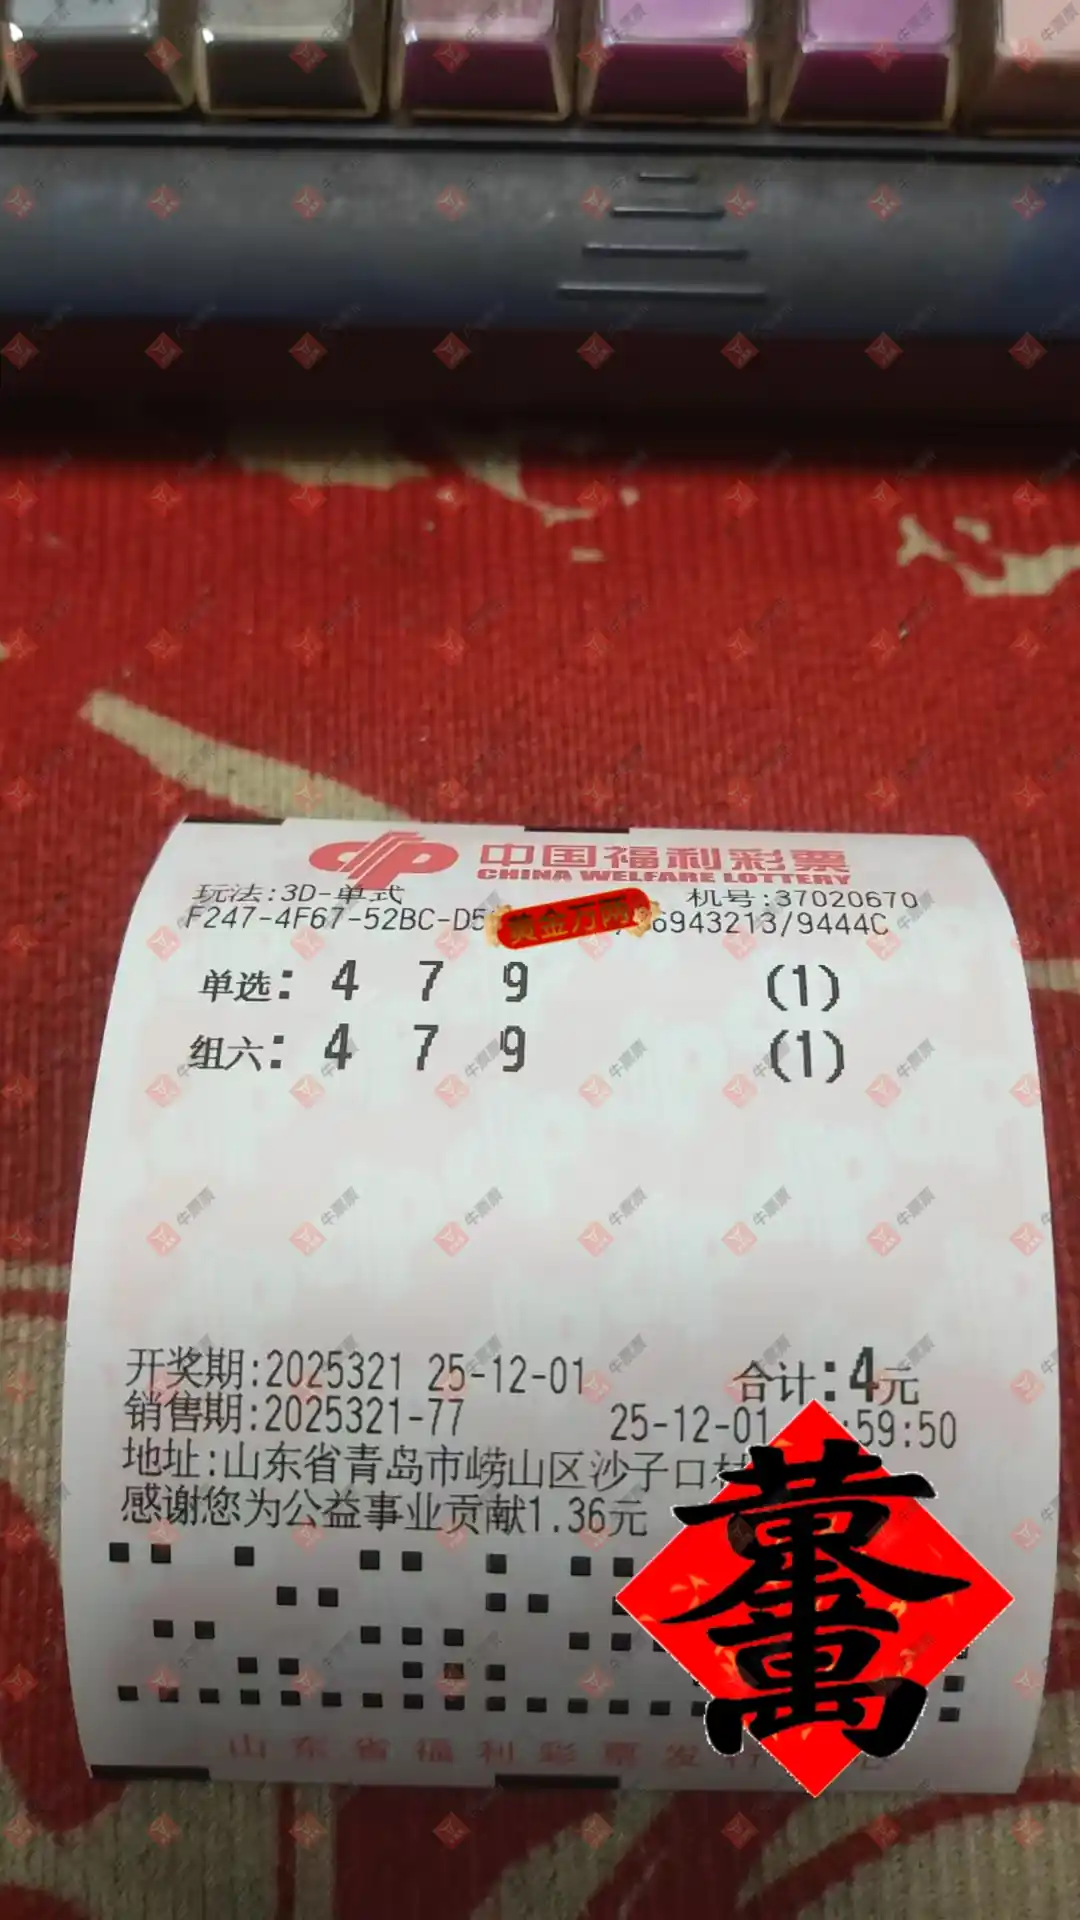 中国福利彩票
CHINA WELFARE LOTTERY
玩法:3D-单式 机号:37020670
F247-4F67-52BC-D5 黄金万两 6943213/9444C
单选: 4 7 9 (1)
组六: 4 7 9 (1)
开奖期:2025321 25-12-01 合计:4元
销售期:2025321-77 25-12-01 :59:50
地址:山东省青岛市崂山区沙子口
感谢您为公益事业贡献1.36元
山东省福利彩票发行
牛票票